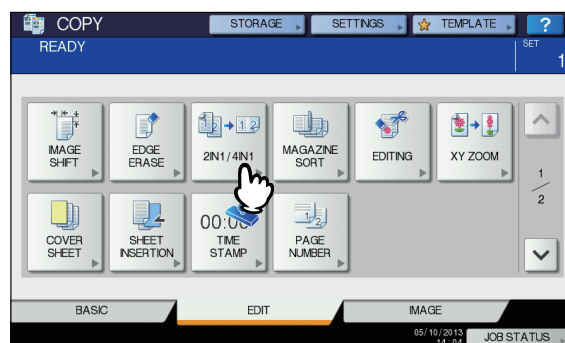 COPY
STORAGE
SETTINGS
TEMPLATE
?
READY
SET
1
IMAGE
SHIFT
EDGE
ERASE
2IN1 / 4IN1
MAGAZINE
SORT
EDITING
XY ZOOM
1
2
COVER
SHEET
SHEET
INSERTION
TIME
STAMP
PAGE
NUMBER
BASIC
EDIT
IMAGE
05/10/2013
14:04
JOB STATUS